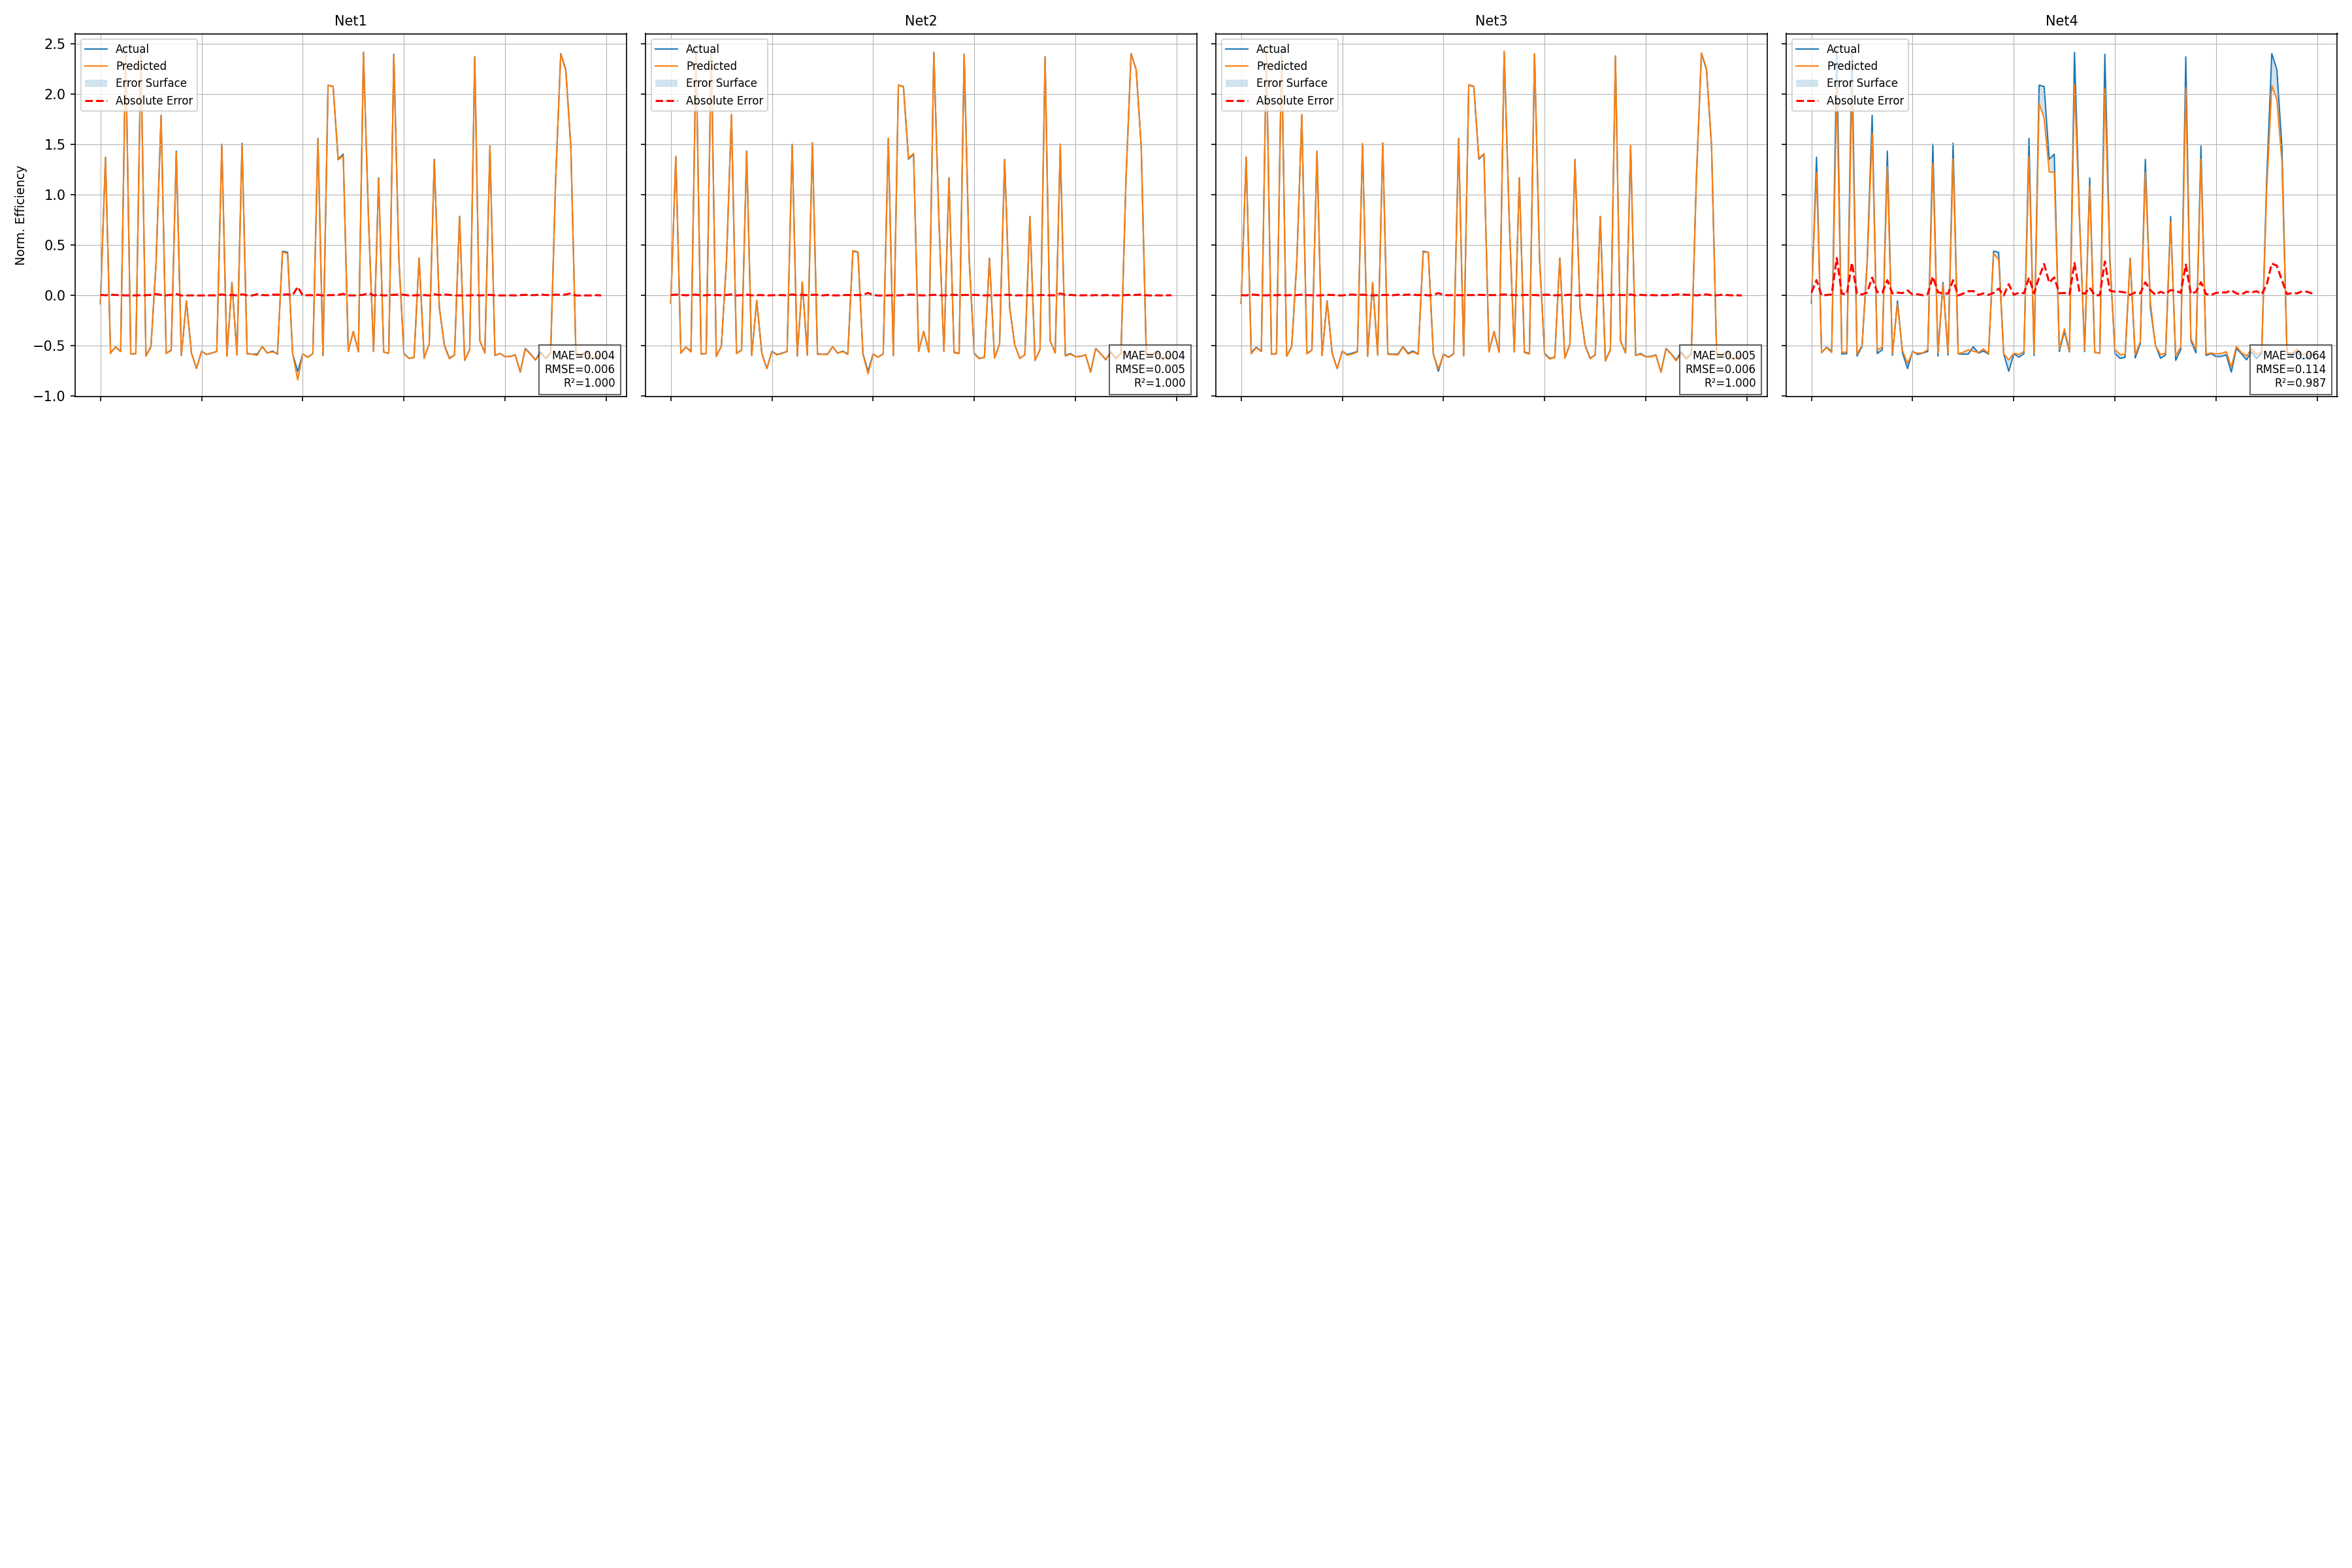 Net1
Net2
Net3
Net4
Norm. Efficiency
2.5
2.0
1.5
1.0
0.5
0.0
−0.5
−1.0
Actual
Predicted
Error Surface
Absolute Error
MAE=0.004
RMSE=0.006
R²=1.000
Actual
Predicted
Error Surface
Absolute Error
MAE=0.004
RMSE=0.005
R²=1.000
Actual
Predicted
Error Surface
Absolute Error
MAE=0.005
RMSE=0.006
R²=1.000
Actual
Predicted
Error Surface
Absolute Error
MAE=0.064
RMSE=0.114
R²=0.987